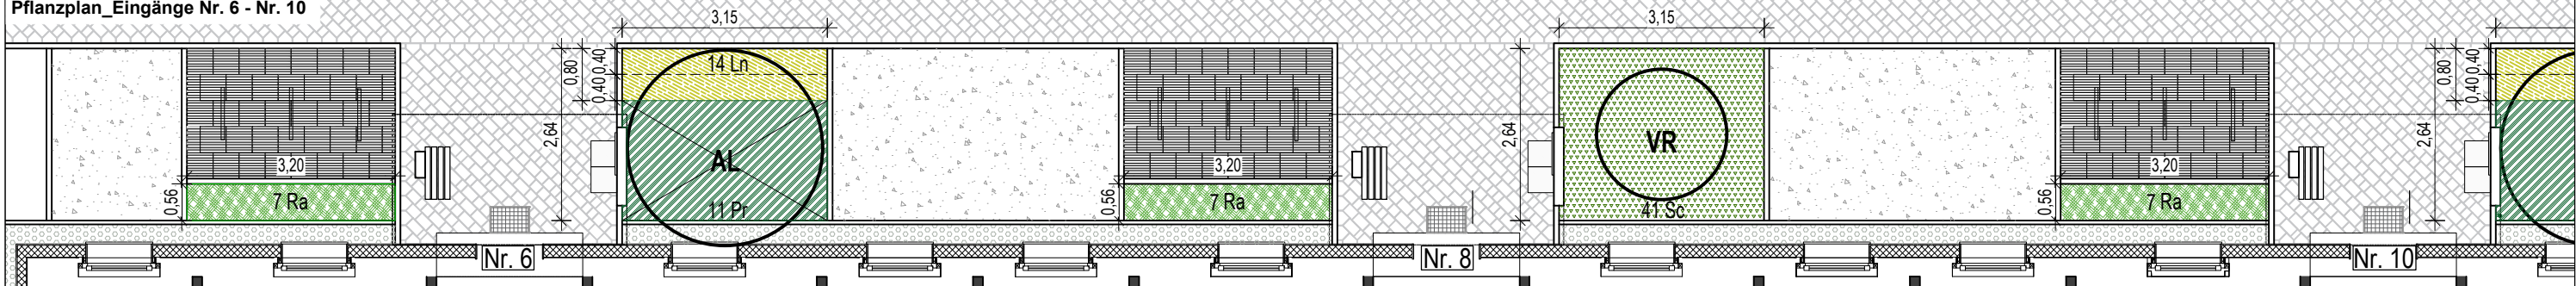 Pflanzplan_Eingänge Nr. 6 - Nr. 10
3,15
3,15
0,80
0,40
0,40
14 Ln
0,80
0,40
0,40
2,64
AL
2,64
VR
2,64
3,20
3,20
3,20
0,56
7 Ra
11 Pr
0,56
7 Ra
41 Sc
0,56
7 Ra
Nr. 6
Nr. 8
Nr. 10